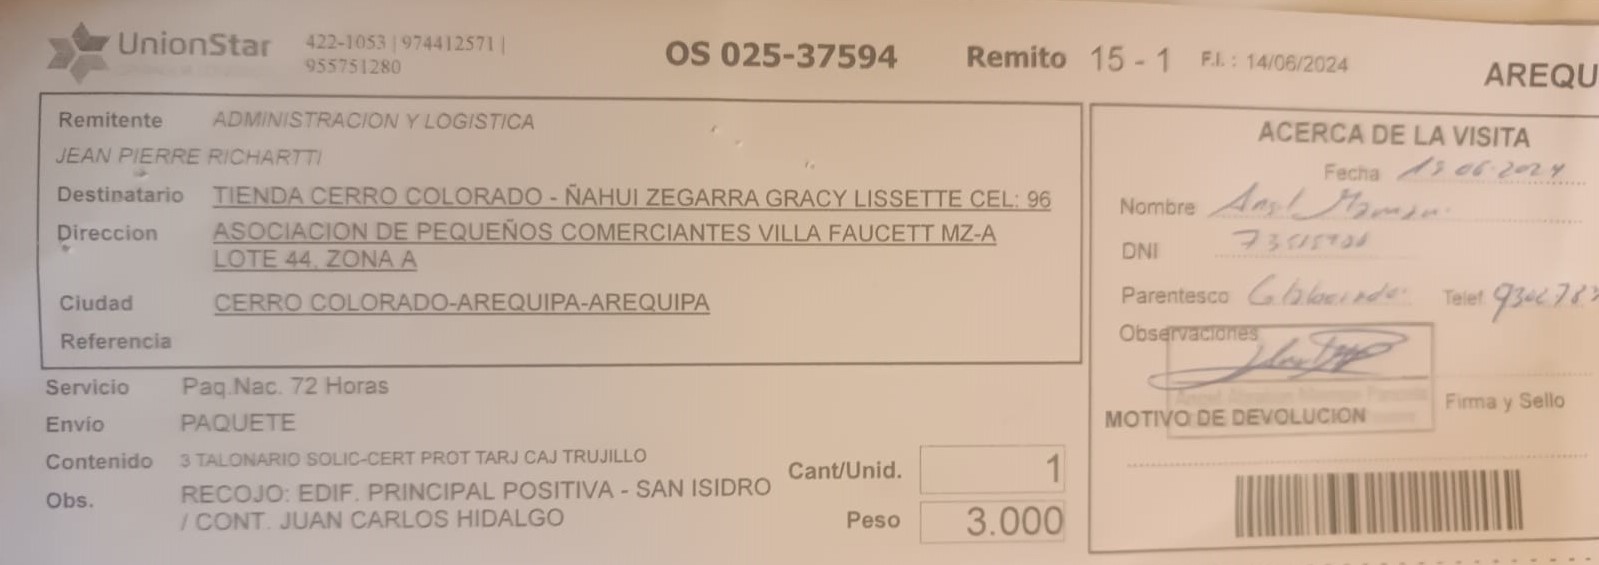 UnionStar 422-1053 | 974412571 |
955751280
OS 025-37594 Remito 15 - 1 F.I. : 14/06/2024
AREQU
Remitente ADMINISTRACION Y LOGISTICA
JEAN PIERRE RICHARTTI
Destinatario TIENDA CERRO COLORADO - ÑAHUI ZEGARRA GRACY LISSETTE CEL: 96
Direccion ASOCIACION DE PEQUEÑOS COMERCIANTES VILLA FAUCETT MZ-A
LOTE 44, ZONA A
Ciudad CERRO COLORADO-AREQUIPA-AREQUIPA
Referencia
Servicio Paq.Nac. 72 Horas
Envío PAQUETE
Contenido 3 TALONARIO SOLIC-CERT PROT TARJ CAJ TRUJILLO
Obs. RECOJO: EDIF. PRINCIPAL POSITIVA - SAN ISIDRO
/ CONT. JUAN CARLOS HIDALGO
Cant/Unid. 1
Peso 3.000
ACERCA DE LA VISITA
Fecha
Nombre
DNI
Parentesco Telef.
Observaciones
Firma y Sello
MOTIVO DE DEVOLUCION